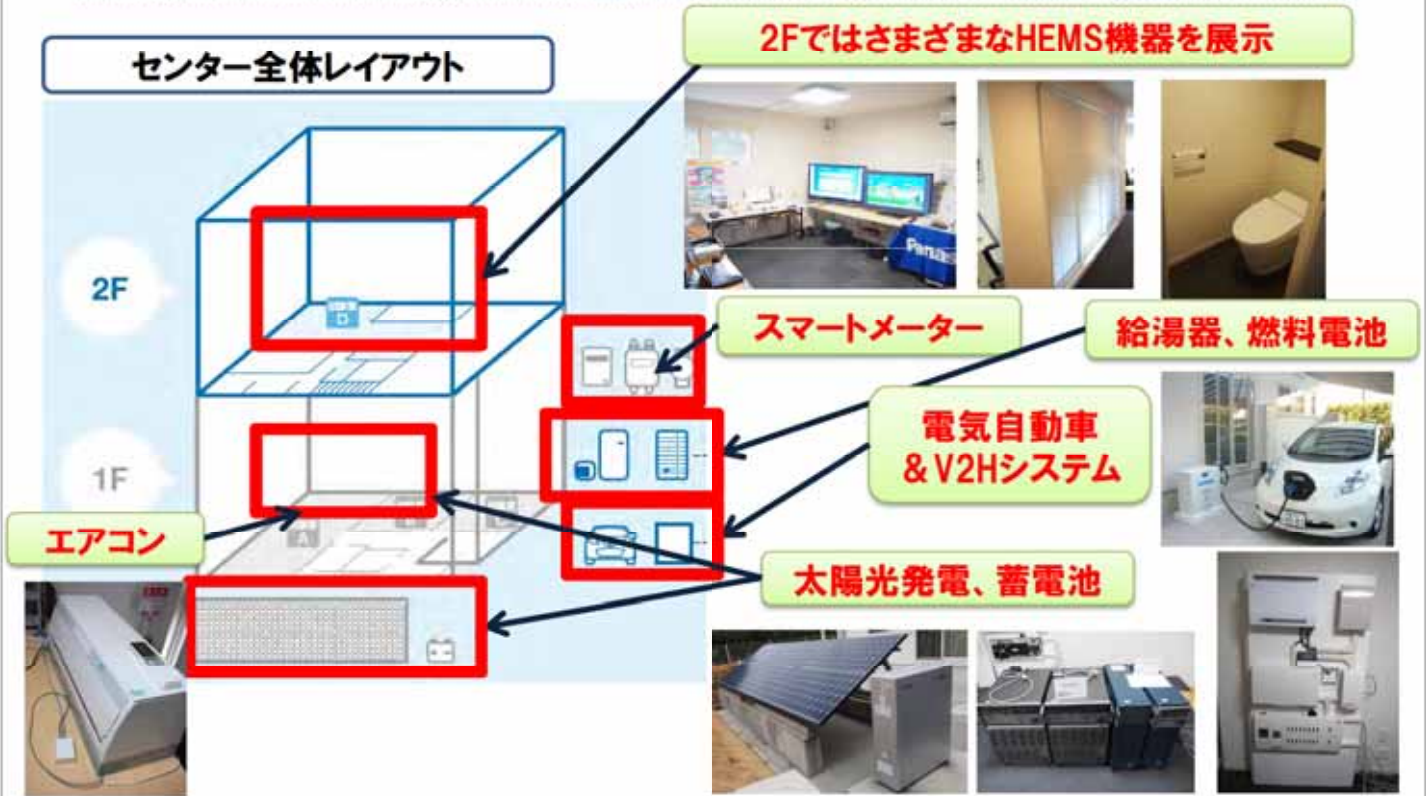 2Fではさまざまなhems機器を展示
センター全体レイアウト
2F
D
スマートメーター
給湯器、燃料電池
電気自動車
&V2Hシステム
1F
A
エアコン
太陽光発電、蓄電池